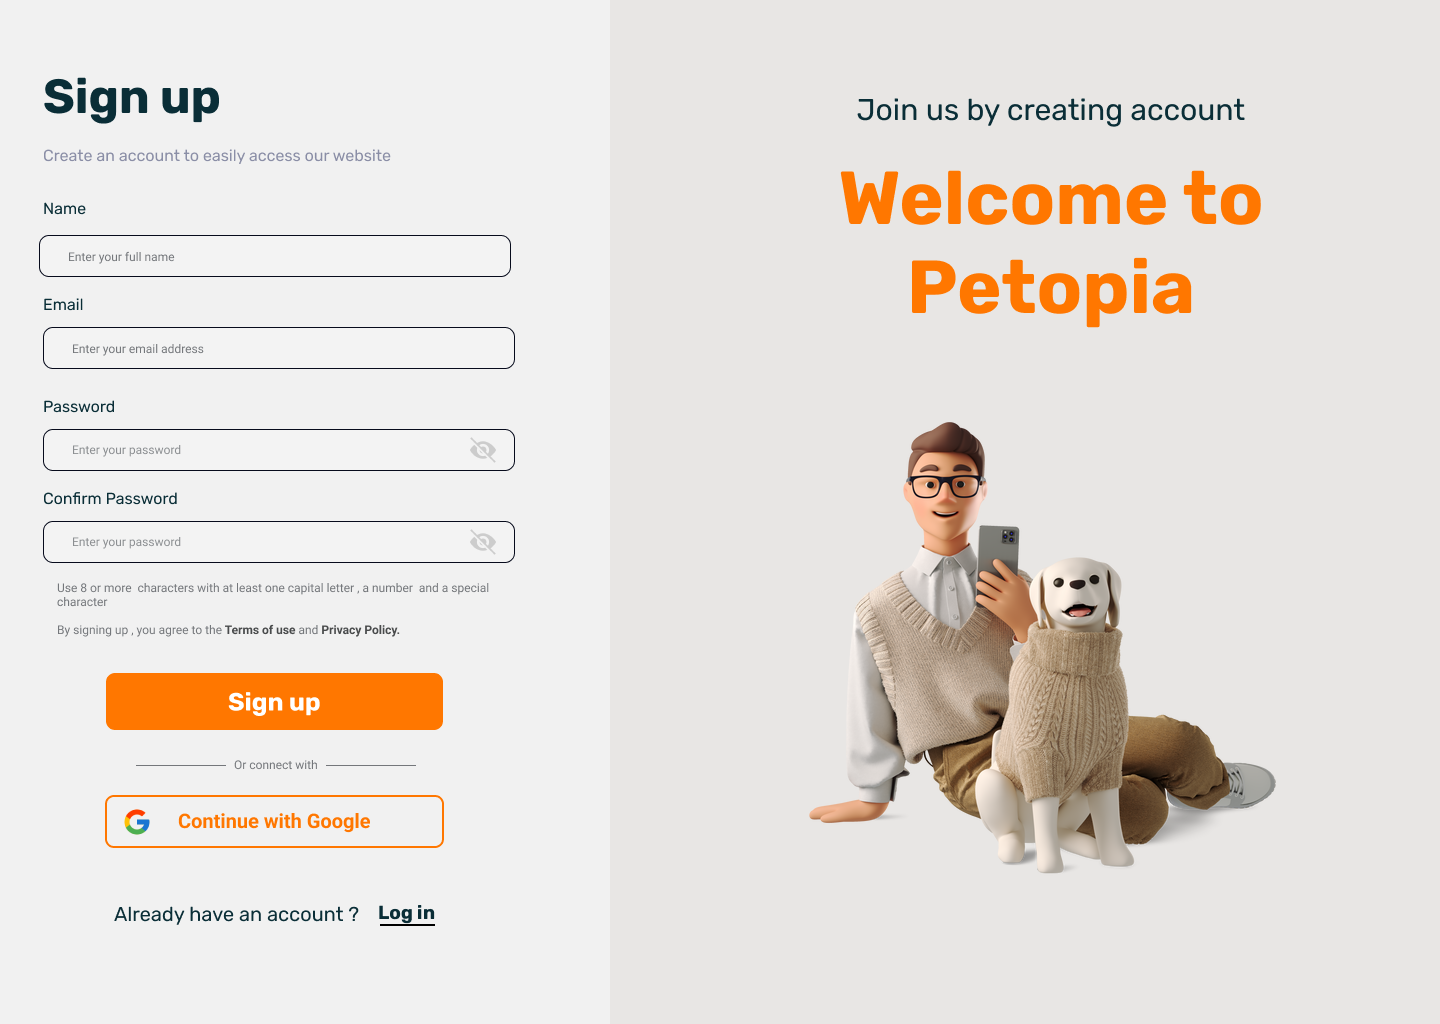 Sign up
Create an account to easily access our website
Name
Enter your full name
Email
Enter your email address
Password
Enter your password
Confirm Password
Enter your password
Use 8 or more  characters with at least one capital letter , a number  and a special
character
By signing up , you agree to the Terms of use and Privacy Policy.
Sign up
Or connect with
Continue with Google
Already have an account ? Log in
Join us by creating account
Welcome to
Petopia